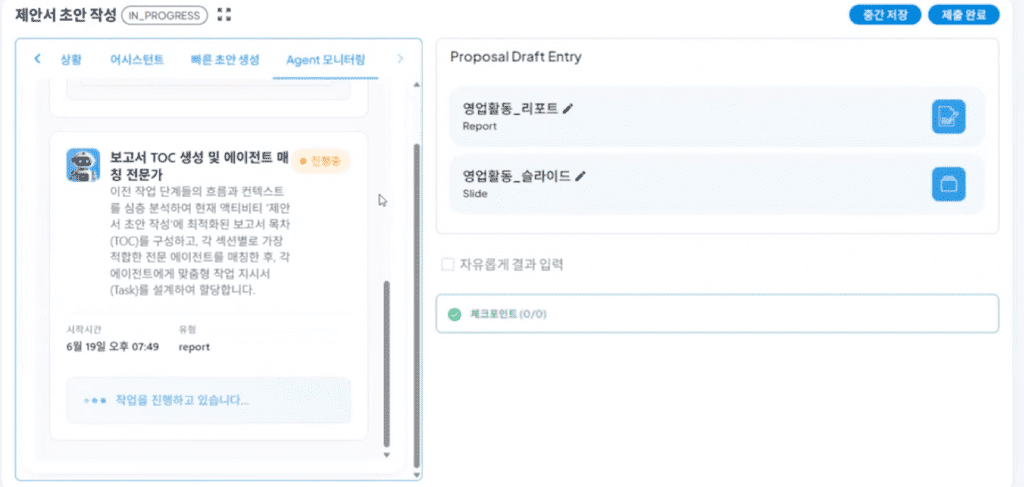 제안서 초안 작성 IN_PROGRESS
중간 저장 제출 완료
상황 어시스턴트 빠른 초안 생성 Agent 모니터링
보고서 TOC 생성 및 에이전트 매
칭 전문가
진행중
이전 작업 단계들의 흐름과 컨텍스트
를 심층 분석하여 현재 액티비티 '제안
서 초안 작성'에 최적화된 보고서 목차
(TOC)를 구성하고, 각 섹션별로 가장
적합한 전문 에이전트를 매칭한 후, 각
에이전트에게 맞춤형 작업 지시서
(Task)를 설계하여 할당합니다.
시작시간 유형
6월 19일 오후 07:49 report
작업을 진행하고 있습니다...
Proposal Draft Entry
영업활동_리포트
Report
영업활동_슬라이드
Slide
자유롭게 결과 입력
체크포인트 (0/0)